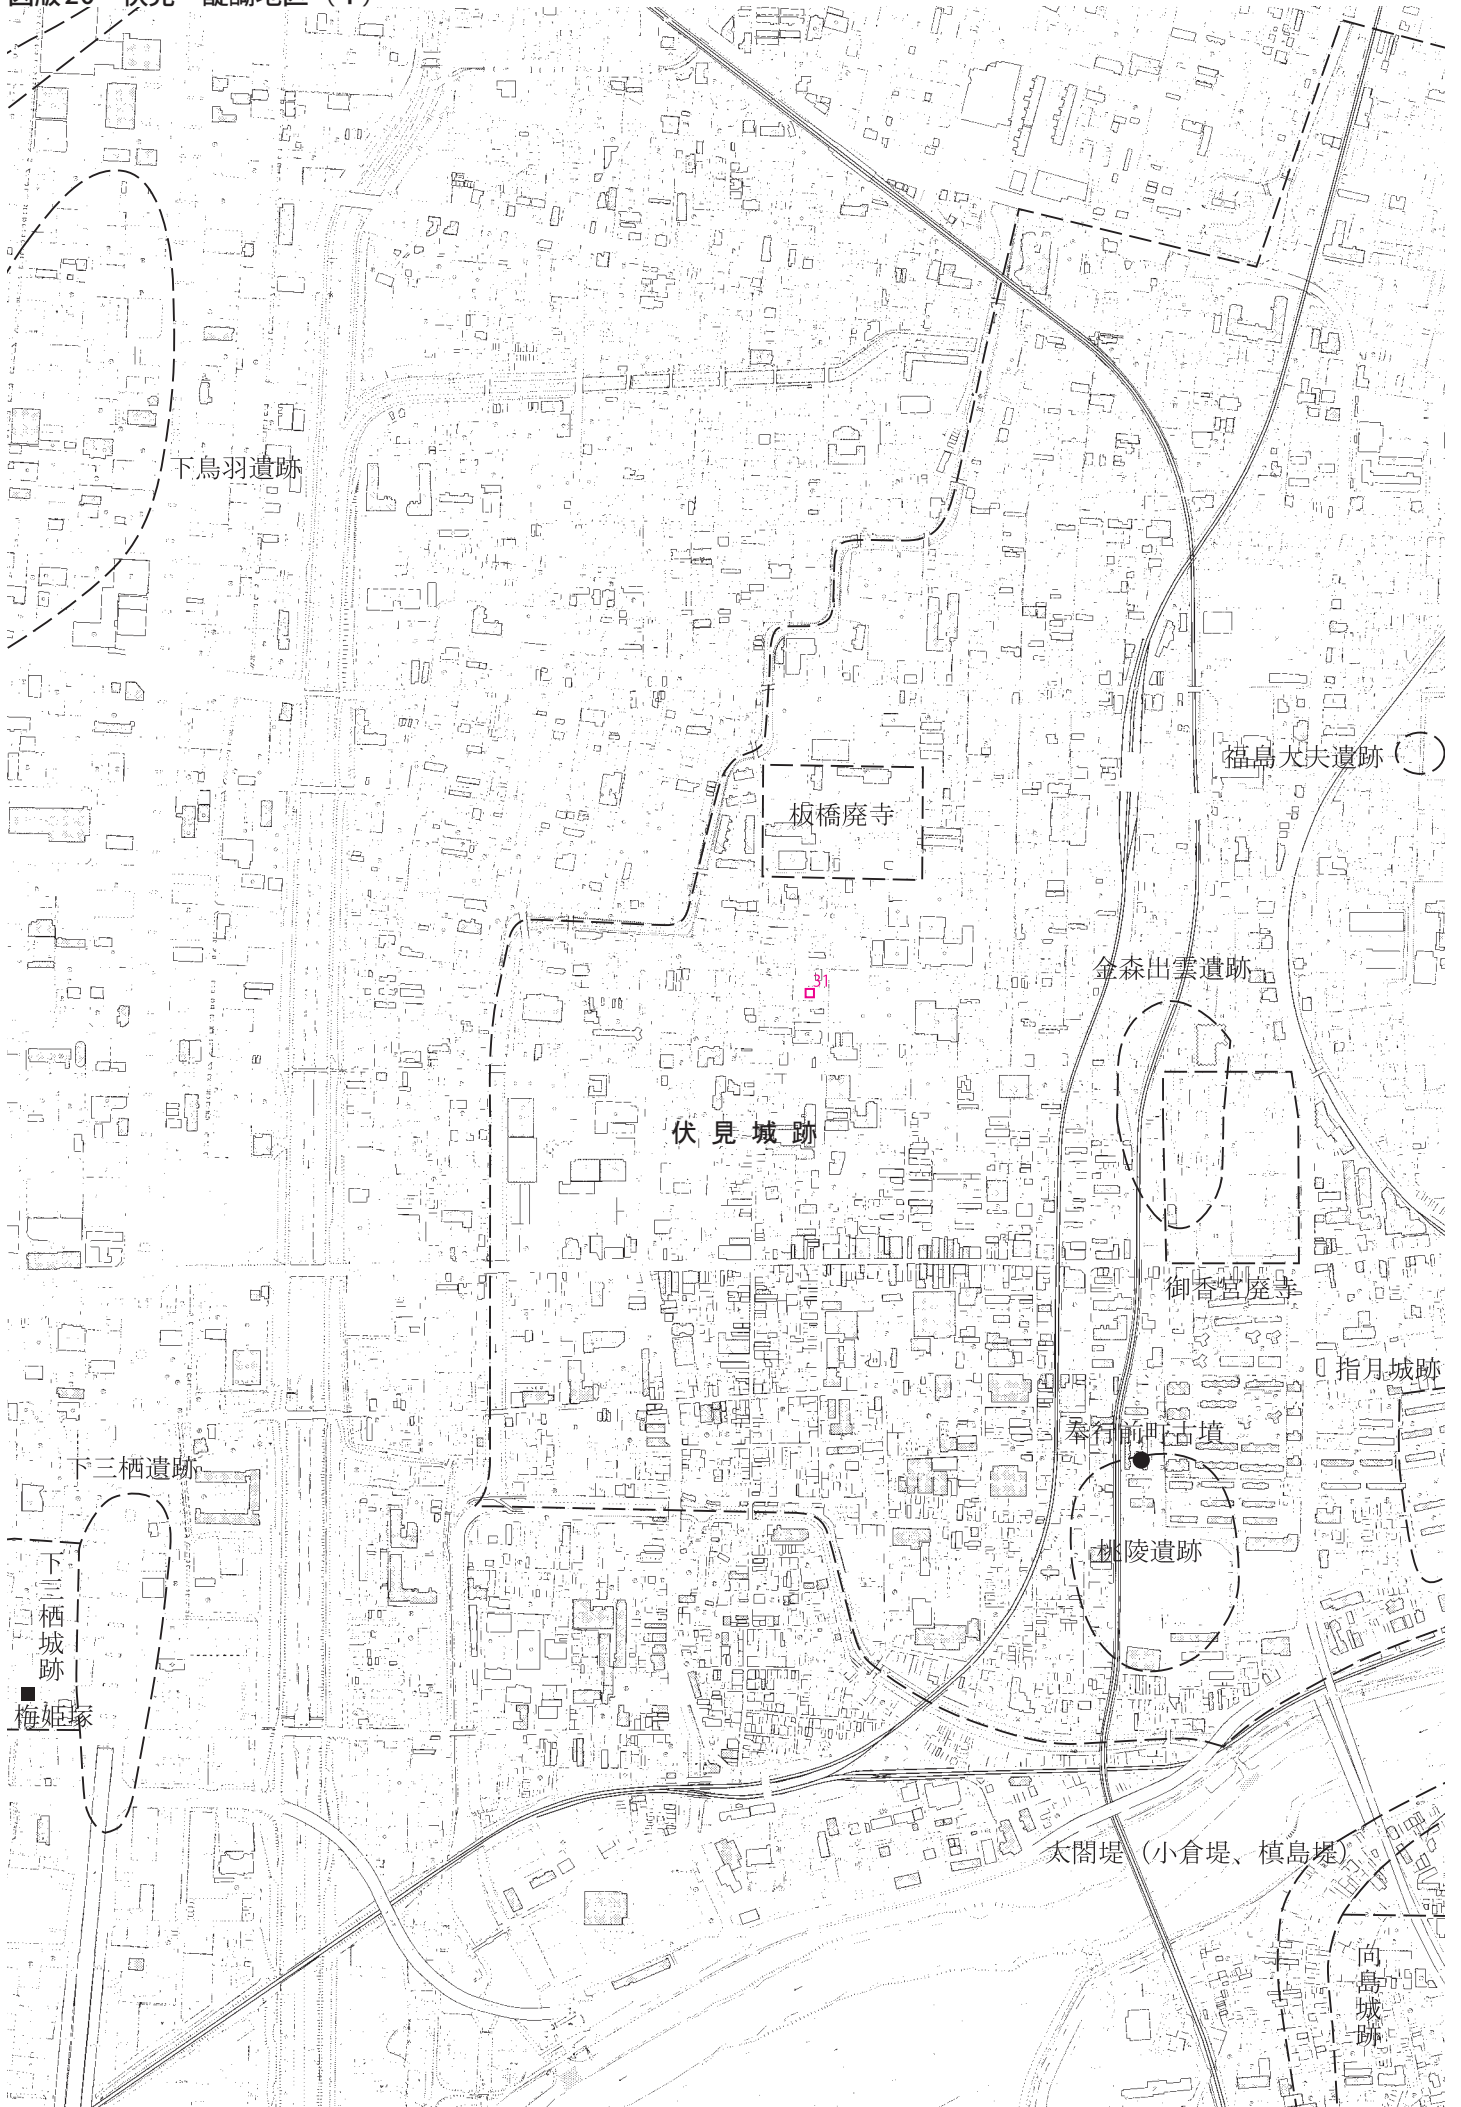 下鳥羽遺跡
福島太夫遺跡
板橋廃寺
金森出雲遺跡
31
伏見城跡
御香宮廃寺
指月城跡
奉行前町古墳
下三栖遺跡
桃陵遺跡
下三栖城跡
梅姫塚
太閤堤（小倉堤、槙島堤）
向島城跡